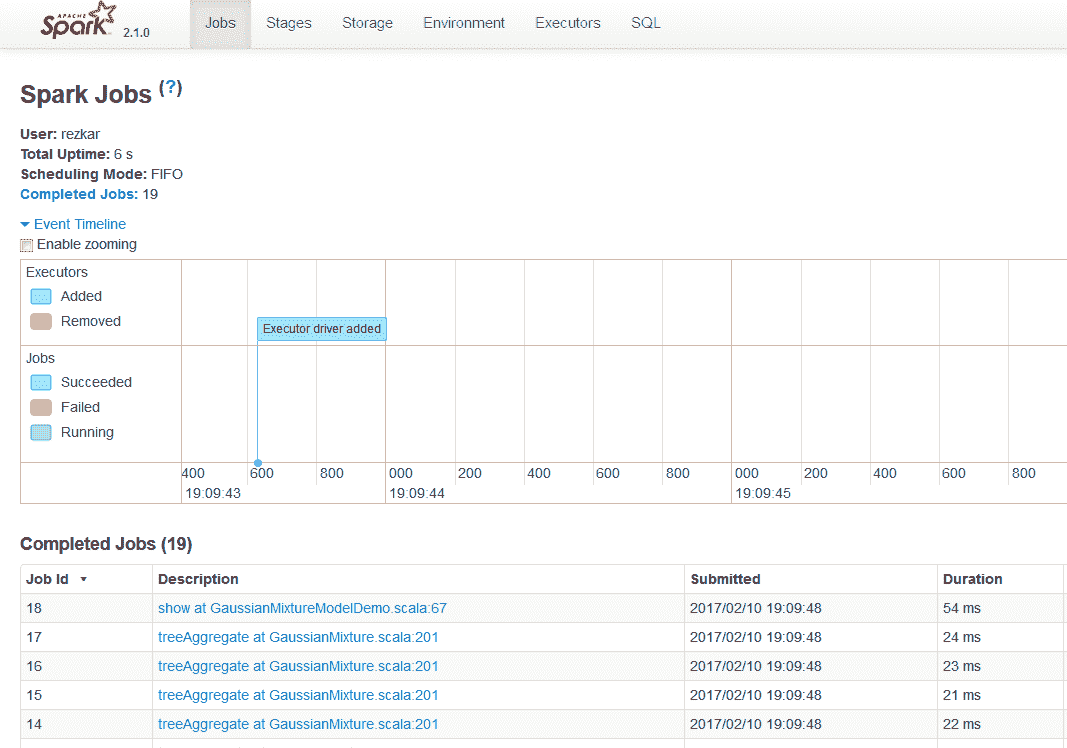 APACHE
Spark 2.1.0 Jobs Stages Storage Environment Executors SQL
Spark Jobs (?)
User: rezkar
Total Uptime: 6 s
Scheduling Mode: FIFO
Completed Jobs: 19
Event Timeline
Enable zooming
Executors
Added
Removed
Executor driver added
Jobs
Succeeded
Failed
Running
400 600 800 000 200 400 600 800 000 200 400 600 800
19:09:43 19:09:44 19:09:45
Completed Jobs (19)
Job Id Description Submitted Duration
18 show at GaussianMixtureModelDemo.scala:67 2017/02/10 19:09:48 54 ms
17 treeAggregate at GaussianMixture.scala:201 2017/02/10 19:09:48 24 ms
16 treeAggregate at GaussianMixture.scala:201 2017/02/10 19:09:48 23 ms
15 treeAggregate at GaussianMixture.scala:201 2017/02/10 19:09:48 21 ms
14 treeAggregate at GaussianMixture.scala:201 2017/02/10 19:09:48 22 ms